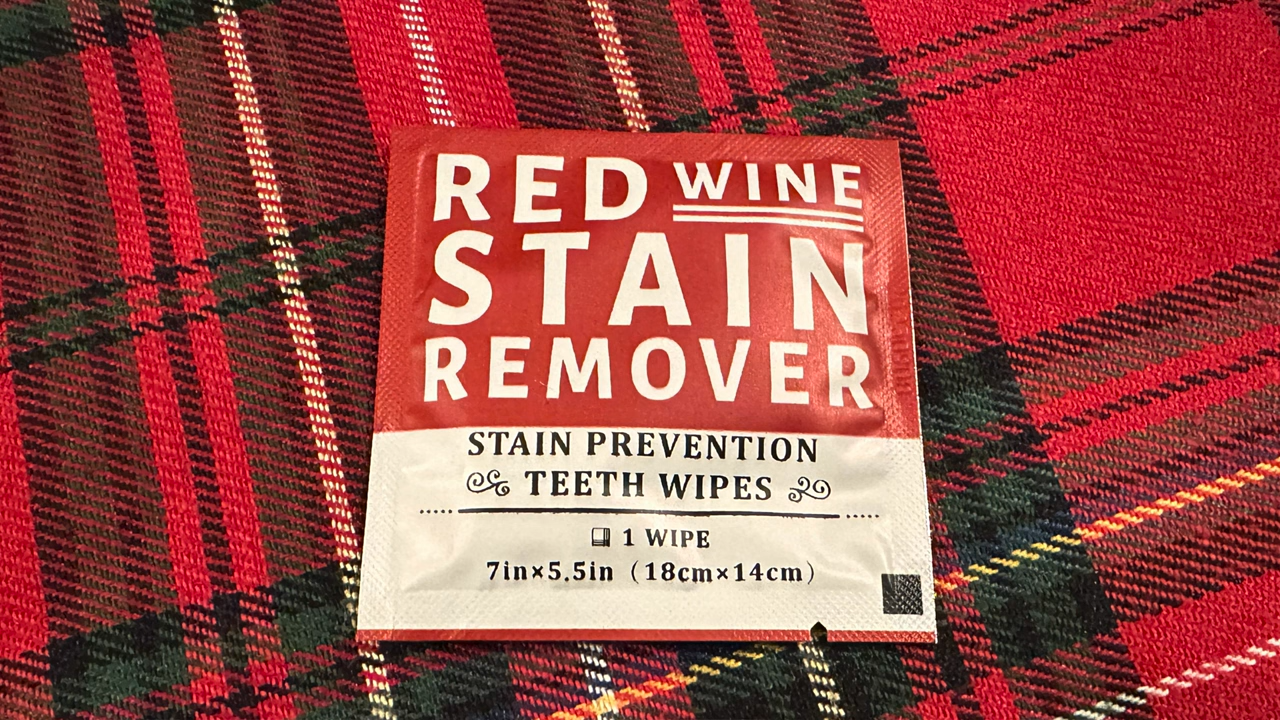 RED WINE
STAIN
REMOVER
STAIN PREVENTION
TEETH WIPES
1 WIPE
7in×5.5in (18cm×14cm)